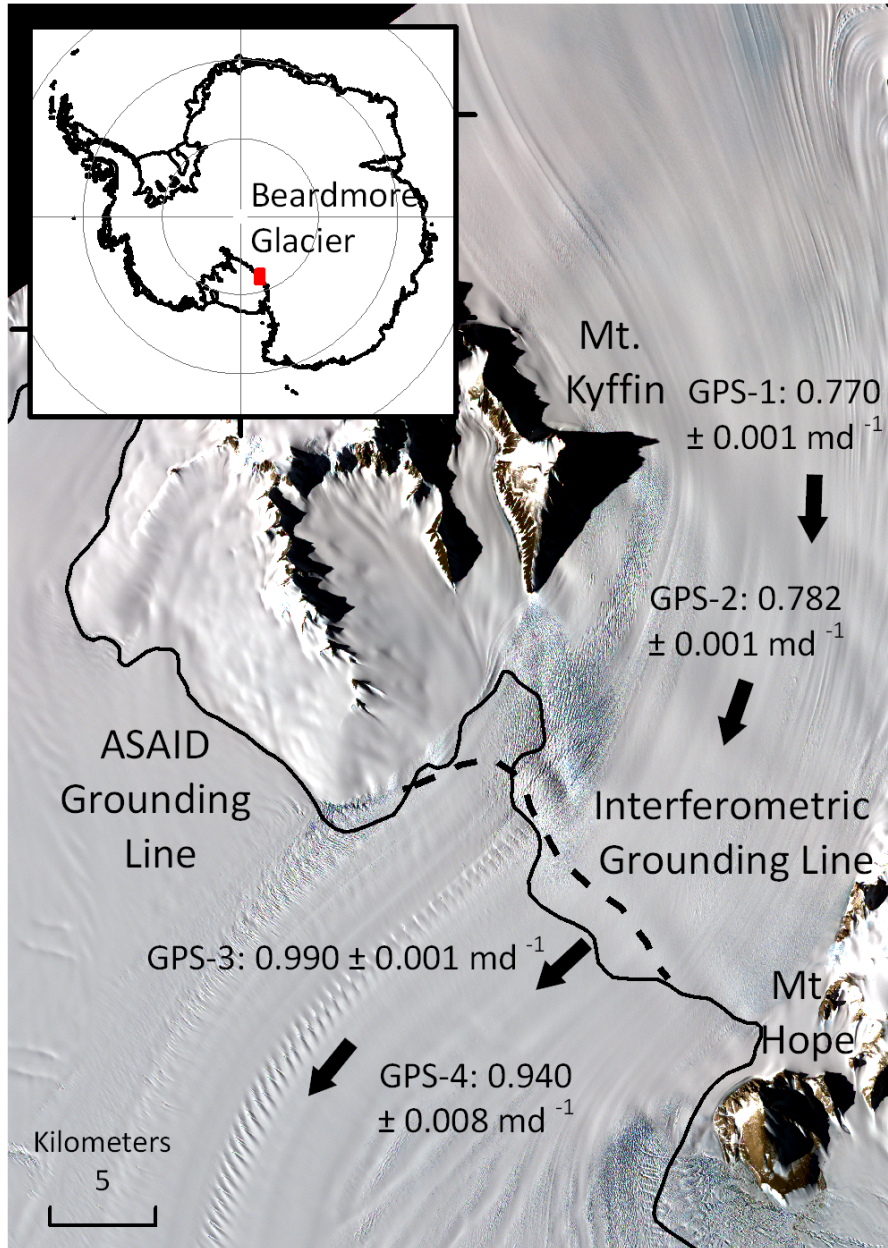 Beardmore
Glacier
Mt.
Kyffin
GPS-1: 0.770
± 0.001 md -1
GPS-2: 0.782
± 0.001 md -1
ASAID
Grounding
Line
Interferometric
Grounding Line
GPS-3: 0.990 ± 0.001 md -1
Mt.
Hope
GPS-4: 0.940
± 0.008 md -1
Kilometers
5